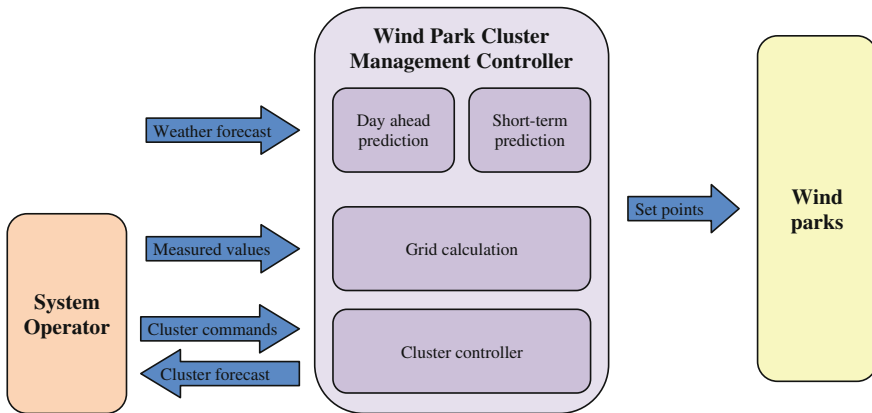 Wind Park Cluster
Management Controller
Day ahead
prediction
Short-term
prediction
Weather forecast
Set points
Wind
parks
Measured values
Grid calculation
System
Operator
Cluster commands
Cluster forecast
Cluster controller